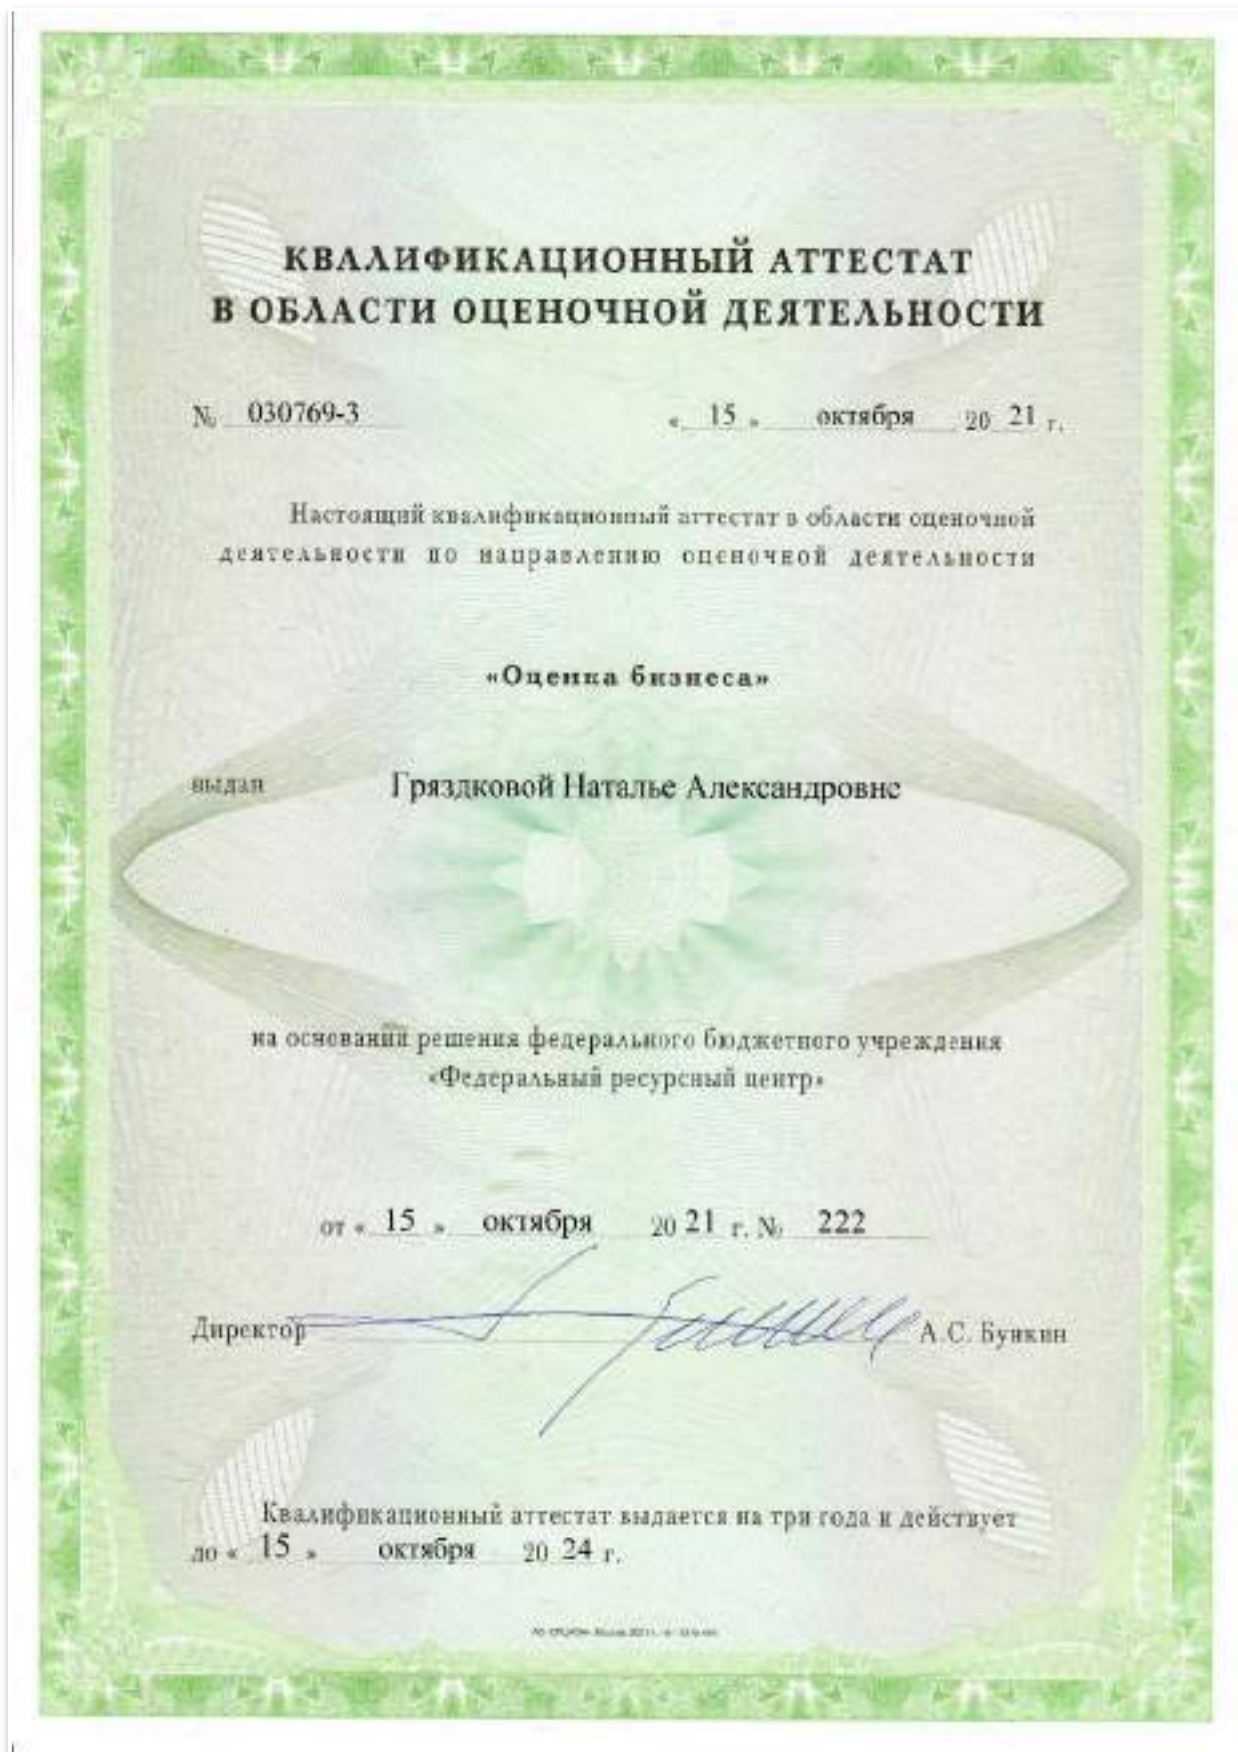 КВАЛИФИКАЦИОННЫЙ АТТЕСТАТ
В ОБЛАСТИ ОЦЕНОЧНОЙ ДЕЯТЕЛЬНОСТИ
№ 030769-3 « 15 » октября 20 21 г.
Настоящий квалификационный аттестат в области оценочной
деятельности по направлению оценочной деятельности
«Оценка бизнеса»
выдан Гряздковой Наталье Александровне
на основании решения федерального бюджетного учреждения
«Федеральный ресурсный центр»
от « 15 » октября 20 21 г. № 222
Директор А.С. Бункин
Квалификационный аттестат выдается на три года и действует
до « 15 » октября 20 24 г.